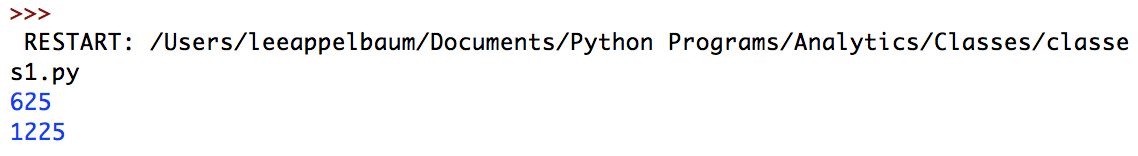 >>>
 RESTART: /Users/leeappelbaum/Documents/Python Programs/Analytics/Classes/classe
s1.py
625
1225